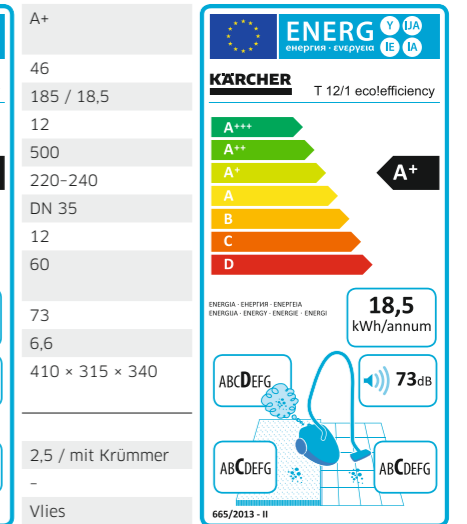 A+
46
185 / 18,5
12
500
220-240
DN 35
12
60
73
6,6
410 × 315 × 340
2,5 / mit Krümmer
-
Vlies
ENERG Y IJA
енергия · ενεργεια IE IA
KÄRCHER
T 12/1 eco!efficiency
A+++
A++
A+
A+
A
B
C
D
ENERGIA · ЕНЕРГИЯ · ΕΝΕΡΓΕΙΑ
ENERGIJA · ENERGY · ENERGIE · ENERGI
18,5
kWh/annum
ABCDEFG
73dB
ABCDEFG
ABCDEFG
665/2013 - II